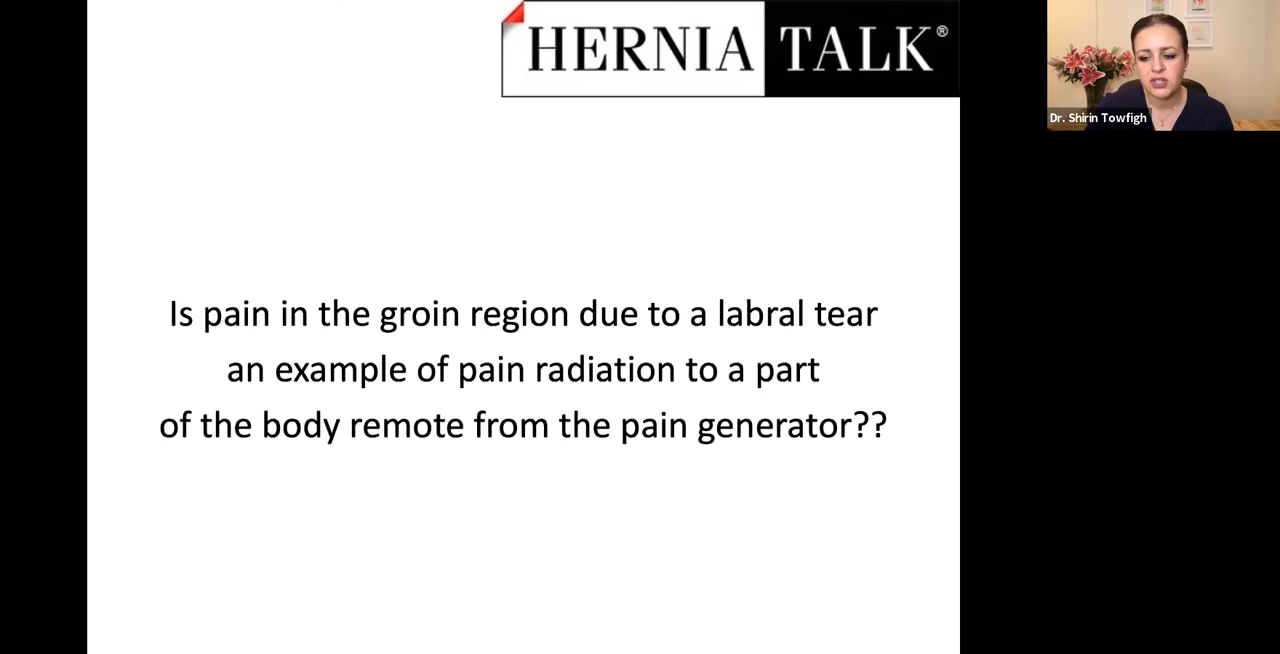 HERNIA TALK®
Dr. Shirin Towfigh
Is pain in the groin region due to a labral tear
an example of pain radiation to a part
of the body remote from the pain generator??